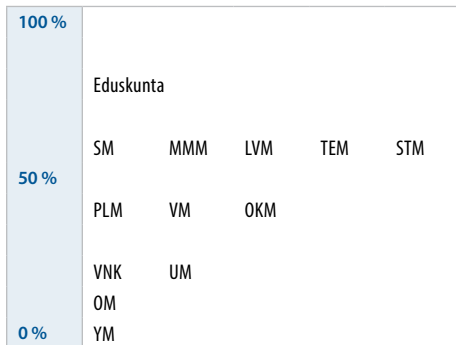 100 %
Eduskunta
SM MMM LVM TEM STM
50 %
PLM VM OKM
VNK UM
OM
0 % YM